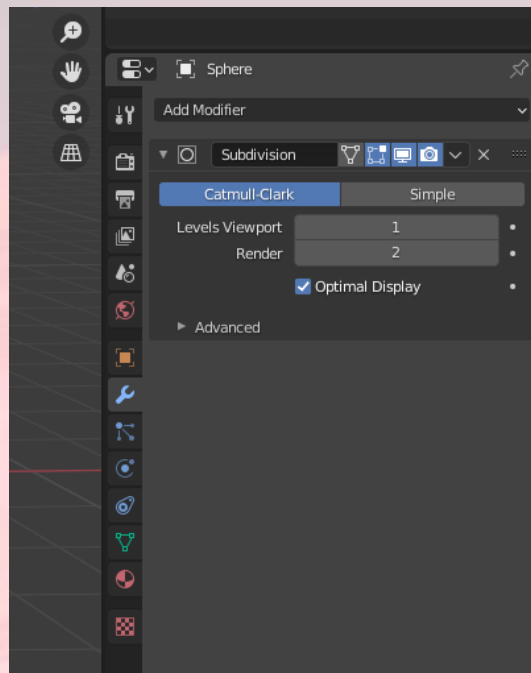 Sphere
Add Modifier
Subdivision
Catmull-Clark Simple
Levels Viewport 1
Render 2
Optimal Display
Advanced